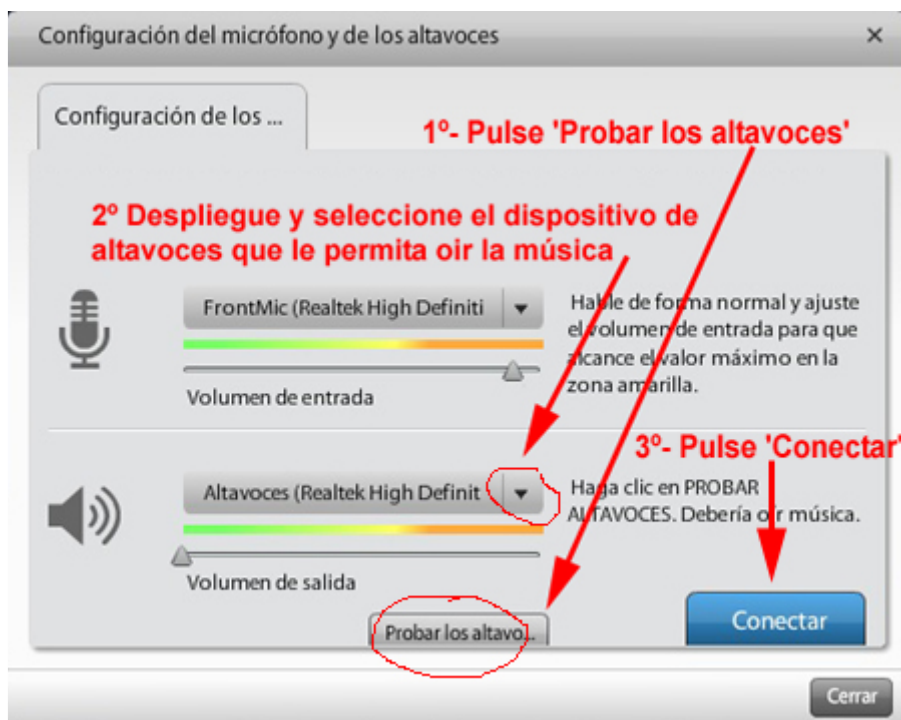 Configuración del micrófono y de los altavoces
Configuración de los ...
1º- Pulse 'Probar los altavoces'
2º Despliegue y seleccione el dispositivo de
altavoces que le permita oir la música
FrontMic (Realtek High Definiti
Hable de forma normal y ajuste
el volumen de entrada para que
alcance el valor máximo en la
zona amarilla.
Volumen de entrada
3º- Pulse 'Conectar'
Altavoces (Realtek High Definit
Haga clic en PROBAR
ALTAVOCES. Debería oír música.
Volumen de salida
Probar los altavo...
Conectar
Cerrar